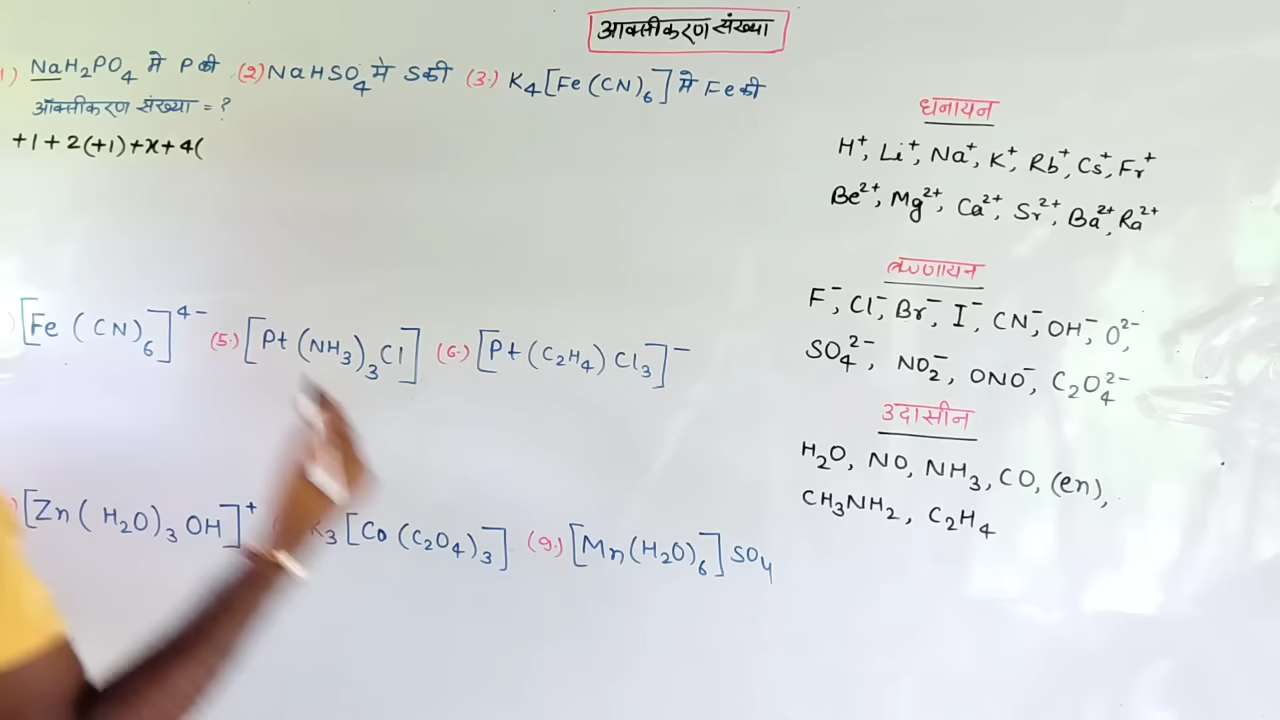 आक्सीकरण संख्या
1) NaH₂PO₄ मे P की (2) NaHSO₄ मे S की (3.) K₄[Fe(CN)₆] मे Fe की
ऑक्सीकरण संख्या = ?
+1+2(+1)+x+4(
धनायन
H⁺, Li⁺, Na⁺, K⁺, Rb⁺, Cs⁺, Fr⁺
Be²⁺, Mg²⁺, Ca²⁺, Sr²⁺, Ba²⁺, Ra²⁺
ऋणायन
F⁻, Cl⁻, Br⁻, I⁻, CN⁻, OH⁻, O²⁻,
SO₄²⁻, NO₂⁻, ONO⁻, C₂O₄²⁻
उदासीन
H₂O, NO, NH₃, CO, (en),
CH₃NH₂, C₂H₄
) [Fe(CN)₆]⁴⁻ (5.) [Pt(NH₃)₃Cl] (6.) [Pt(C₂H₄)Cl₃]⁻
) [Zn(H₂O)₃OH]⁺ K₃[Co(C₂O₄)₃] (9.) [Mn(H₂O)₆]SO₄